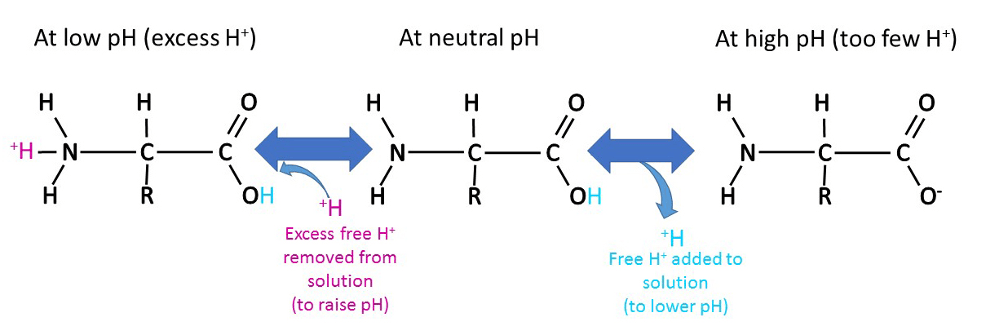 At low pH (excess H⁺)
At neutral pH
At high pH (too few H⁺)
H H O
⁺H N C C
H R OH
H H O
N C C
H R OH
H H O
N C C
H R O⁻
⁺H
Excess free H⁺
removed from
solution
(to raise pH)
⁺H
Free H⁺ added to
solution
(to lower pH)